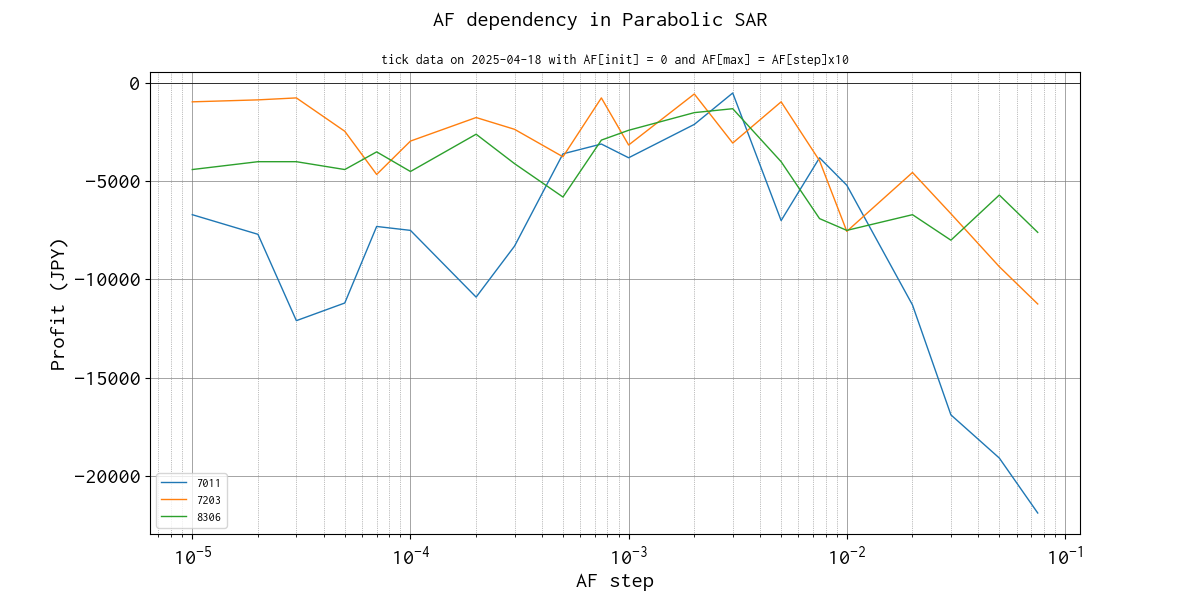 AF dependency in Parabolic SAR
tick data on 2025-04-18 with AF[init] = 0 and AF[max] = AF[step]x10
Profit (JPY)
0
−5000
−10000
−15000
−20000
7011
7203
8306
10⁻⁵ 10⁻⁴ 10⁻³ 10⁻² 10⁻¹
AF step